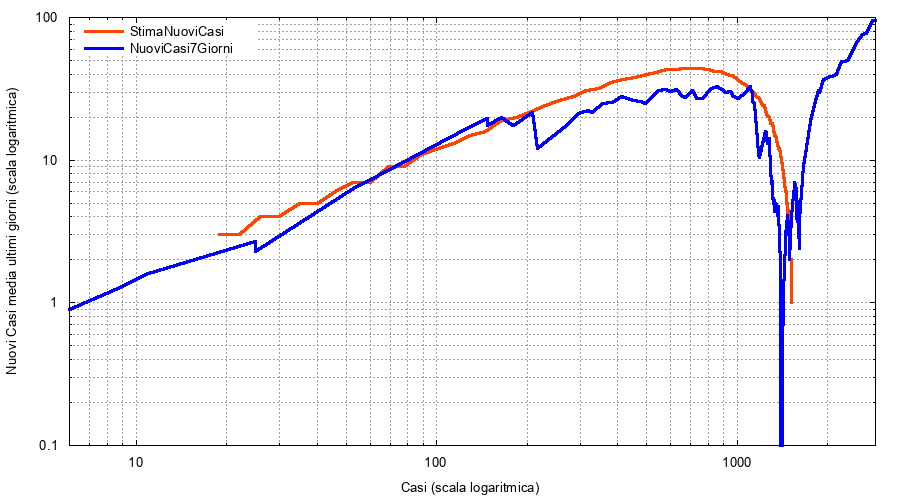 100
10
1
0.1
StimaNuoviCasi
NuoviCasi7Giorni
Nuovi Casi media ultimi giorni (scala logaritmica)
10
100
1000
Casi (scala logaritmica)